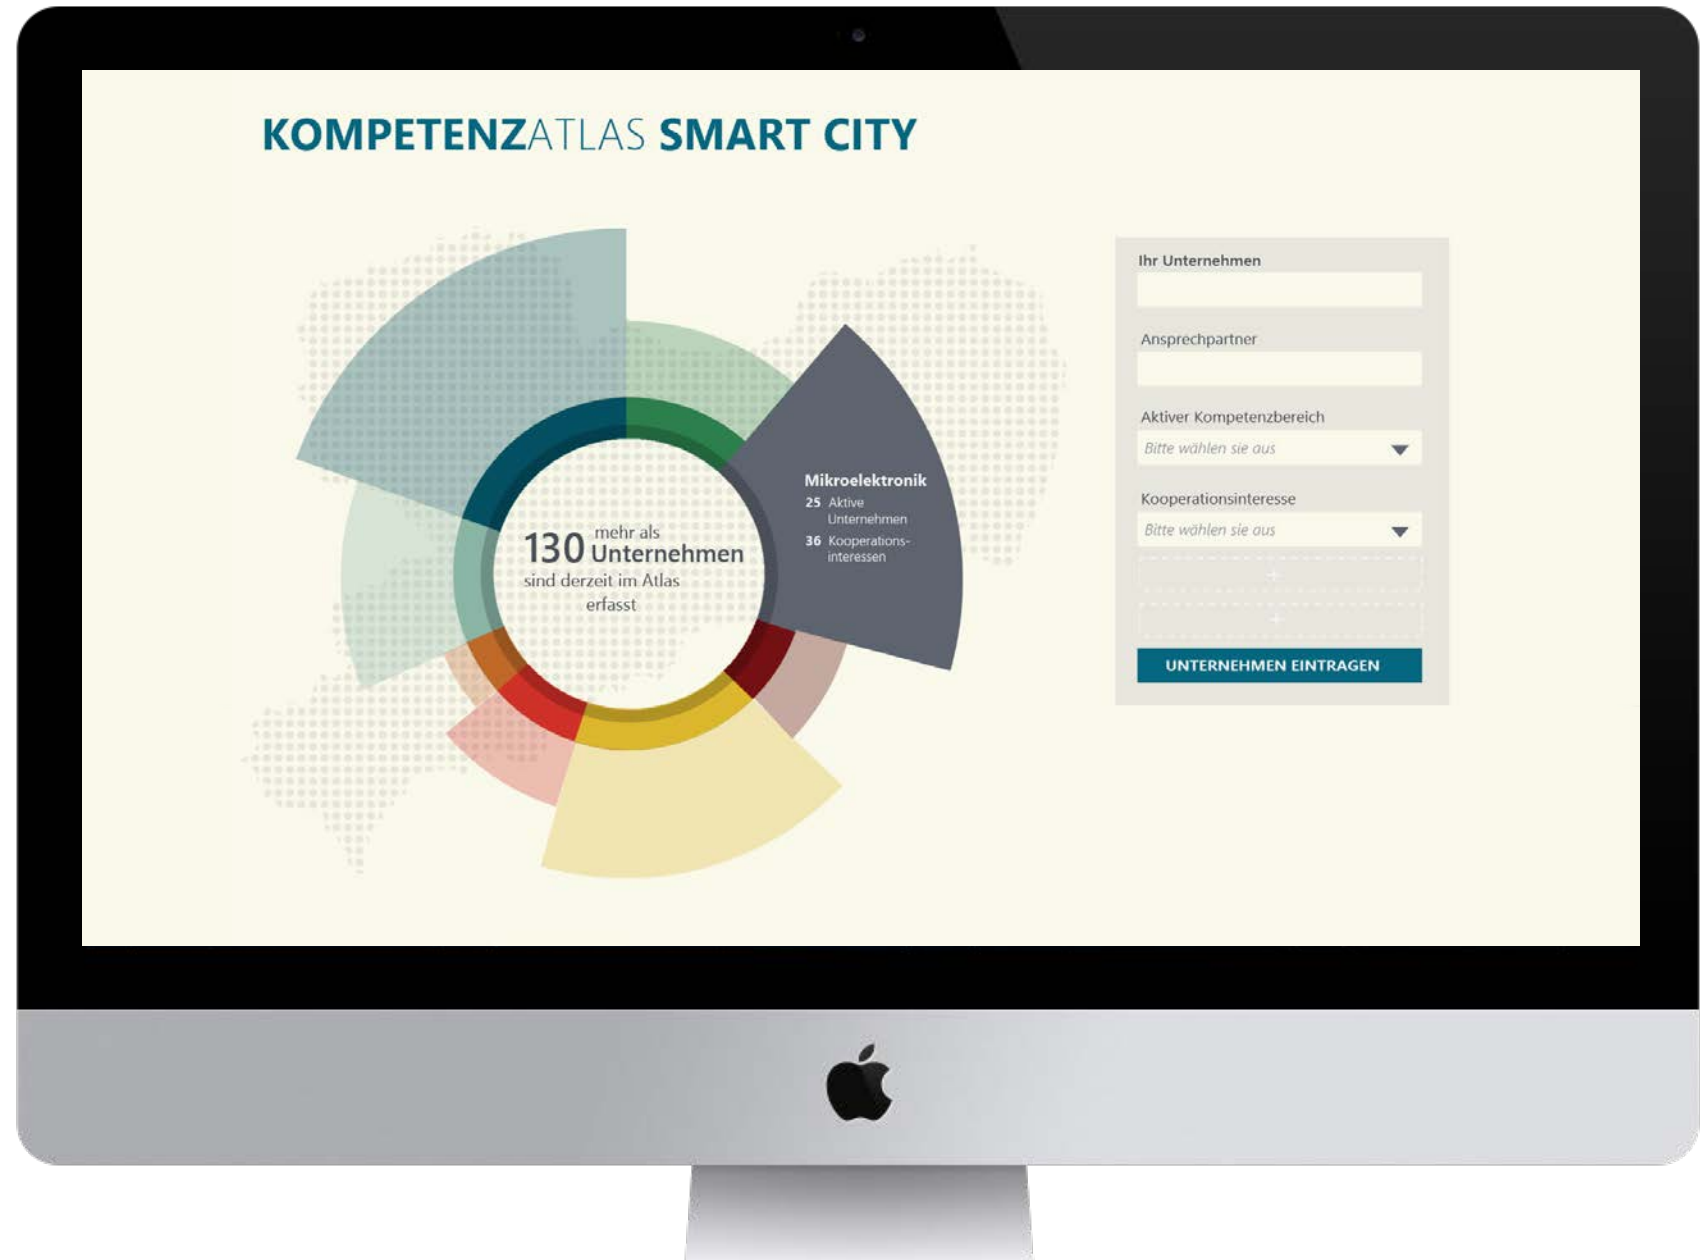 KOMPETENZATLAS SMART CITY
130 mehr als
Unternehmen
sind derzeit im Atlas
erfasst
Mikroelektronik
25 Aktive
Unternehmen
36 Kooperations-
interessen
Ihr Unternehmen
Ansprechpartner
Aktiver Kompetenzbereich
Bitte wählen sie aus
Kooperationsinteresse
Bitte wählen sie aus
+
+
UNTERNEHMEN EINTRAGEN